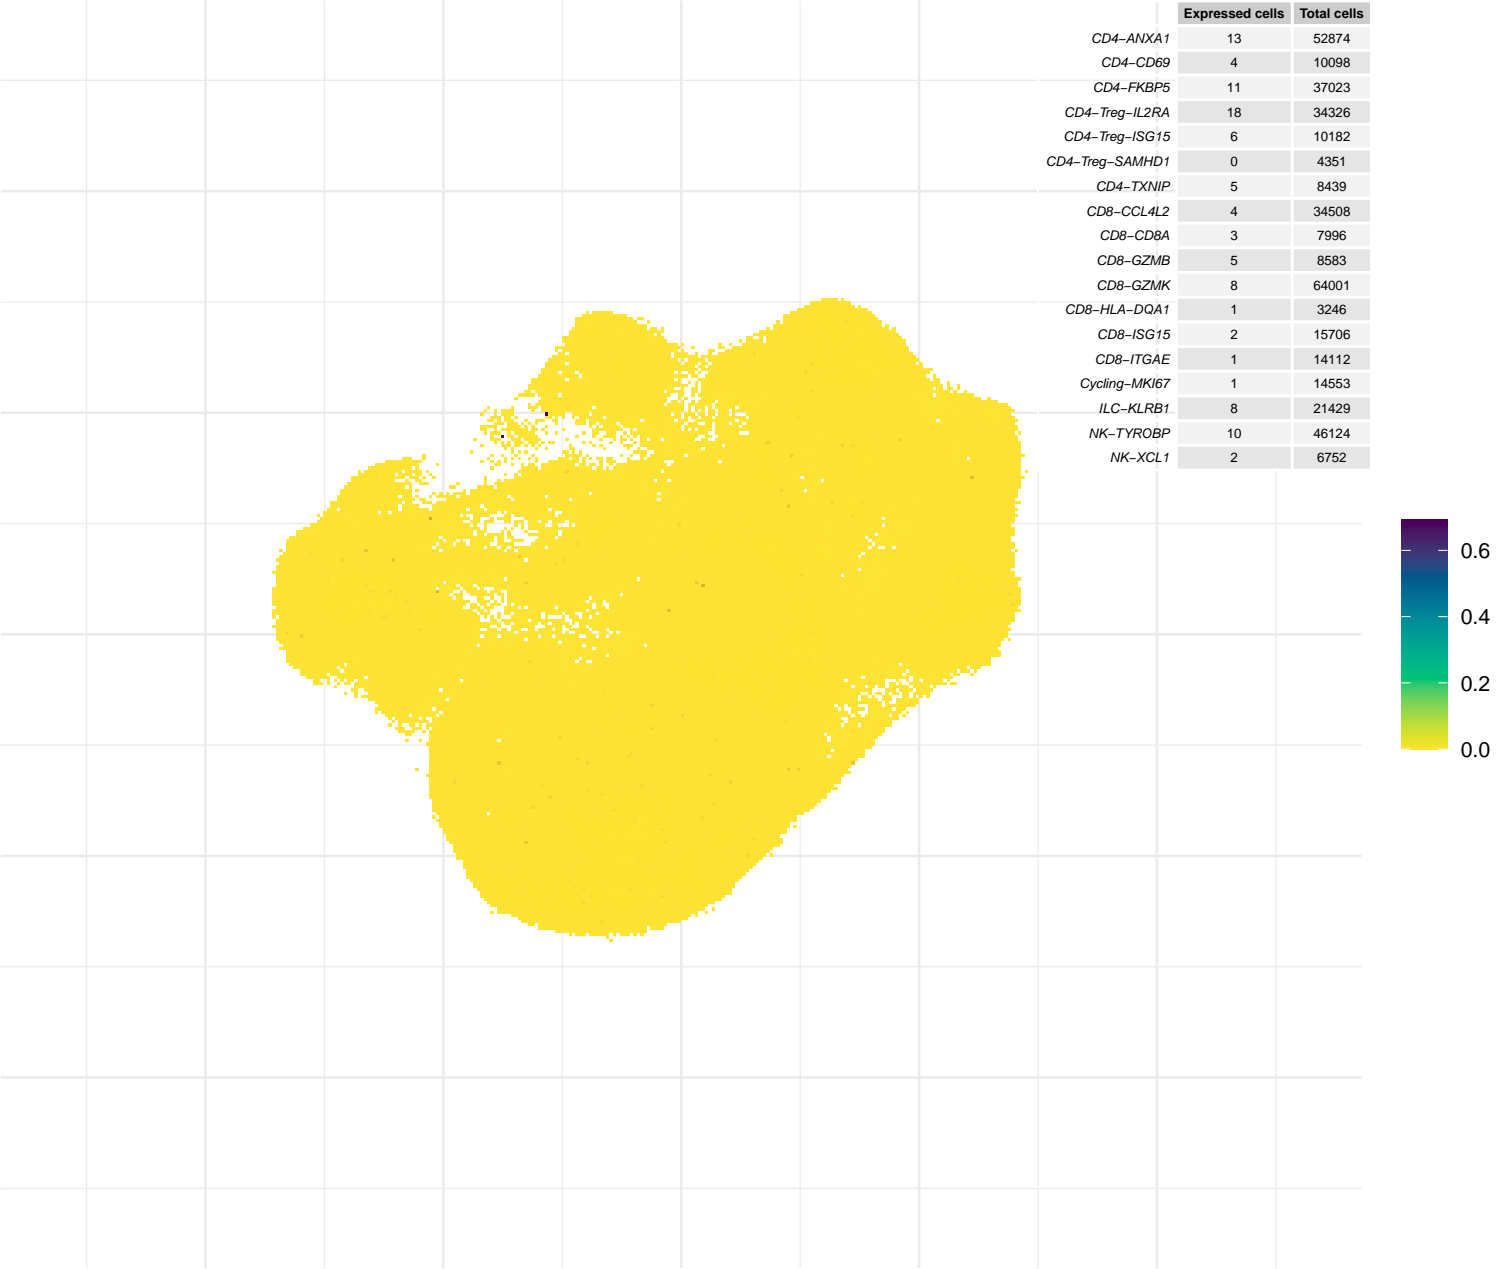 Expressed cells Total cells
CD4−ANXA1 13 52874
CD4−CD69 4 10098
CD4−FKBP5 11 37023
CD4−Treg−IL2RA 18 34326
CD4−Treg−ISG15 6 10182
CD4−Treg−SAMHD1 0 4351
CD4−TXNIP 5 8439
CD8−CCL4L2 4 34508
CD8−CD8A 3 7996
CD8−GZMB 5 8583
CD8−GZMK 8 64001
CD8−HLA−DQA1 1 3246
CD8−ISG15 2 15706
CD8−ITGAE 1 14112
Cycling−MKI67 1 14553
ILC−KLRB1 8 21429
NK−TYROBP 10 46124
NK−XCL1 2 6752
0.6
0.4
0.2
0.0